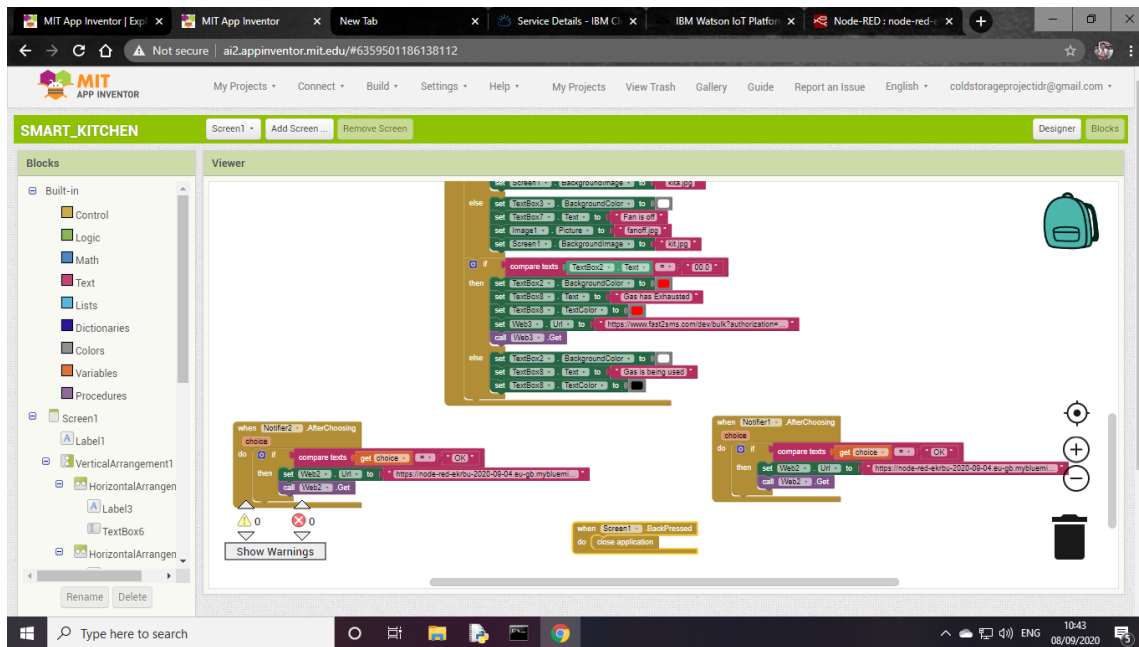 MIT App Inventor | Expl
MIT App Inventor
New Tab
Service Details - IBM Cl
IBM Watson IoT Platfor
Node-RED : node-red-e
Not secure | ai2.appinventor.mit.edu/#6359501186138112
MIT
APP INVENTOR
My Projects
Connect
Build
Settings
Help
My Projects
View Trash
Gallery
Guide
Report an Issue
English
coldstorageprojectidr@gmail.com
SMART_KITCHEN
Screen1
Add Screen ...
Remove Screen
Designer
Blocks
Blocks
Viewer
Built-in
Control
Logic
Math
Text
Lists
Dictionaries
Colors
Variables
Procedures
Screen1
Label1
VerticalArrangement1
HorizontalArrangen
Label3
TextBox6
HorizontalArrangen
Rename
Delete
set Screen1 . BackgroundImage to " kita.jpg "
else set TextBox3 . BackgroundColor to
set TextBox7 . Text to " Fan is off "
set Image1 . Picture to " fanoff.jpg "
set Screen1 . BackgroundImage to " kit.jpg "
if compare texts TextBox2 . Text = " 00.0 "
then set TextBox2 . BackgroundColor to
set TextBox8 . Text to " Gas has Exhausted "
set TextBox8 . TextColor to
set Web3 . Url to " https://www.fast2sms.com/dev/bulk?authorization=... "
call Web3 .Get
else set TextBox2 . BackgroundColor to
set TextBox8 . Text to " Gas is being used "
set TextBox8 . TextColor to
when Notifier2 .AfterChoosing
choice
do if compare texts get choice = " OK "
then set Web2 . Url to " https://node-red-ekrbu-2020-09-04.eu-gb.mybluemi... "
call Web2 .Get
when Notifier1 .AfterChoosing
choice
do if compare texts get choice = " OK "
then set Web2 . Url to " https://node-red-ekrbu-2020-09-04.eu-gb.mybluemi... "
call Web2 .Get
when Screen1 .BackPressed
do close application
0
0
Show Warnings
Type here to search
ENG
10:43
08/09/2020
5